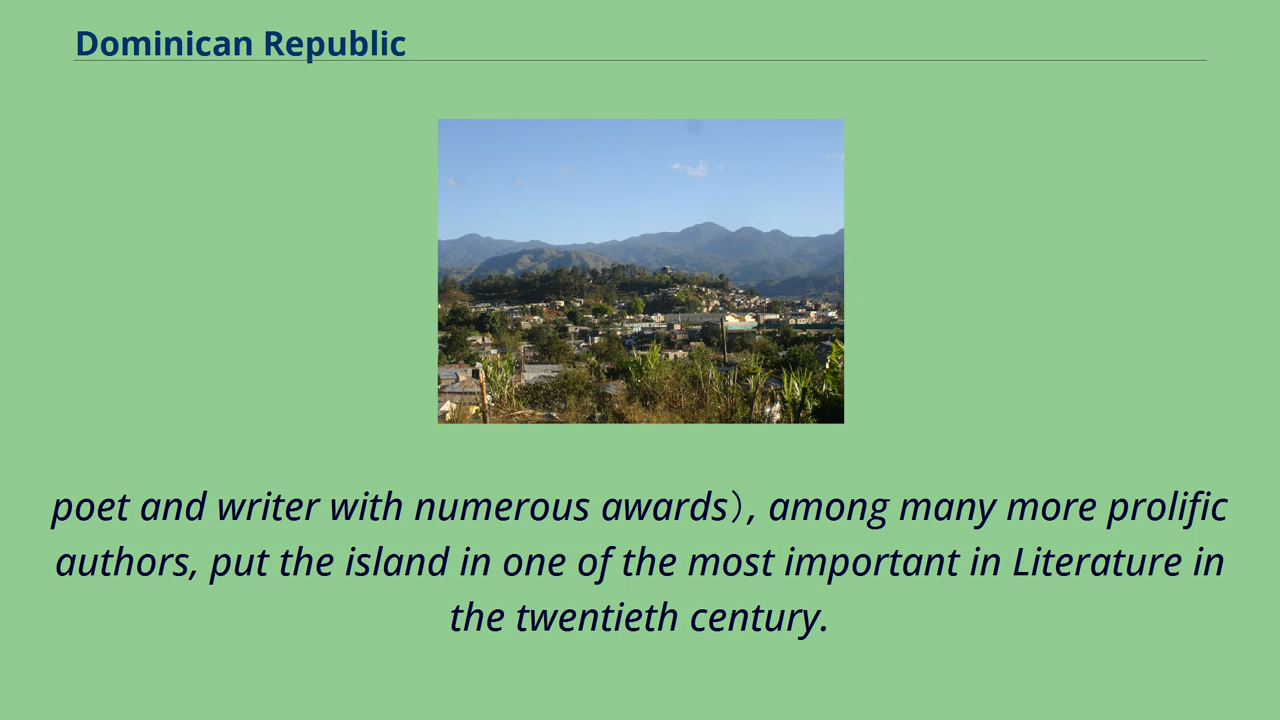 Dominican Republic
poet and writer with numerous awards）, among many more prolific
authors, put the island in one of the most important in Literature in
the twentieth century.